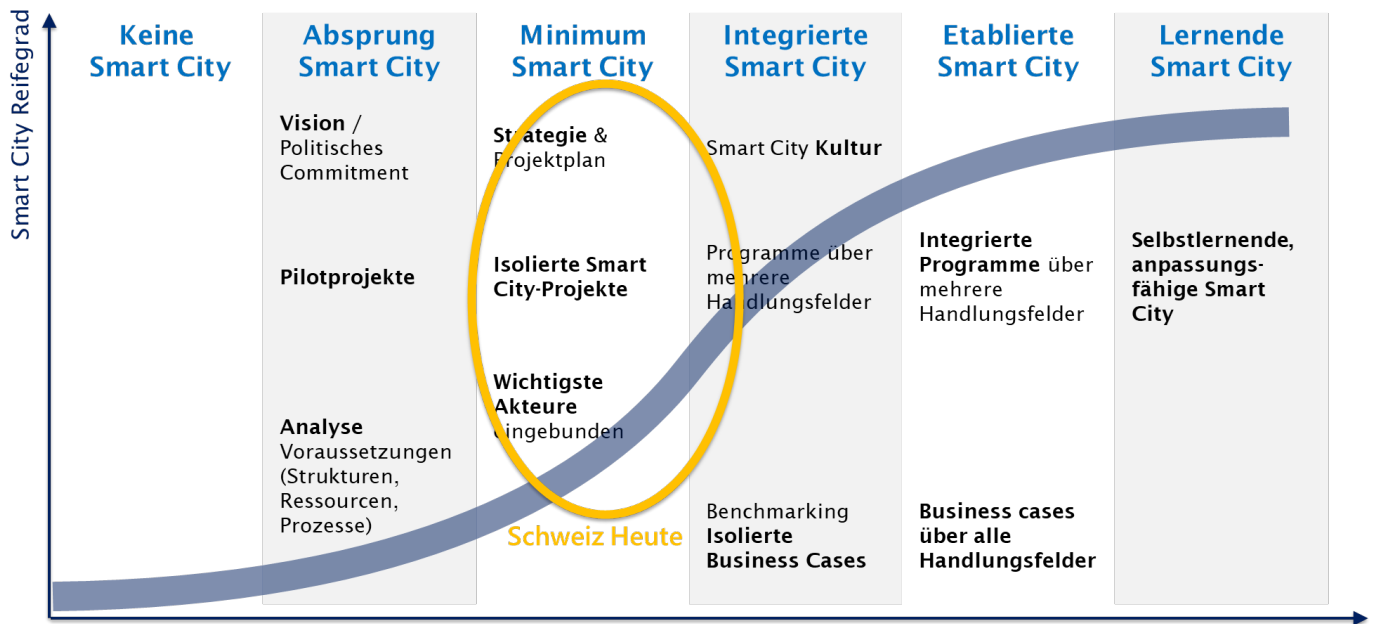 Smart City Reifegrad
Keine
Smart City
Absprung
Smart City
Vision /
Politisches
Commitment
Pilotprojekte
Analyse
Voraussetzungen
(Strukturen,
Ressourcen,
Prozesse)
Minimum
Smart City
Strategie &
Projektplan
Isolierte Smart
City-Projekte
Wichtigste
Akteure
eingebunden
Schweiz Heute
Integrierte
Smart City
Smart City Kultur
Programme über
mehrere
Handlungsfelder
Benchmarking
Isolierte
Business Cases
Etablierte
Smart City
Integrierte
Programme über
mehrere
Handlungsfelder
Business cases
über alle
Handlungsfelder
Lernende
Smart City
Selbstlernende,
anpassungs-
fähige Smart
City